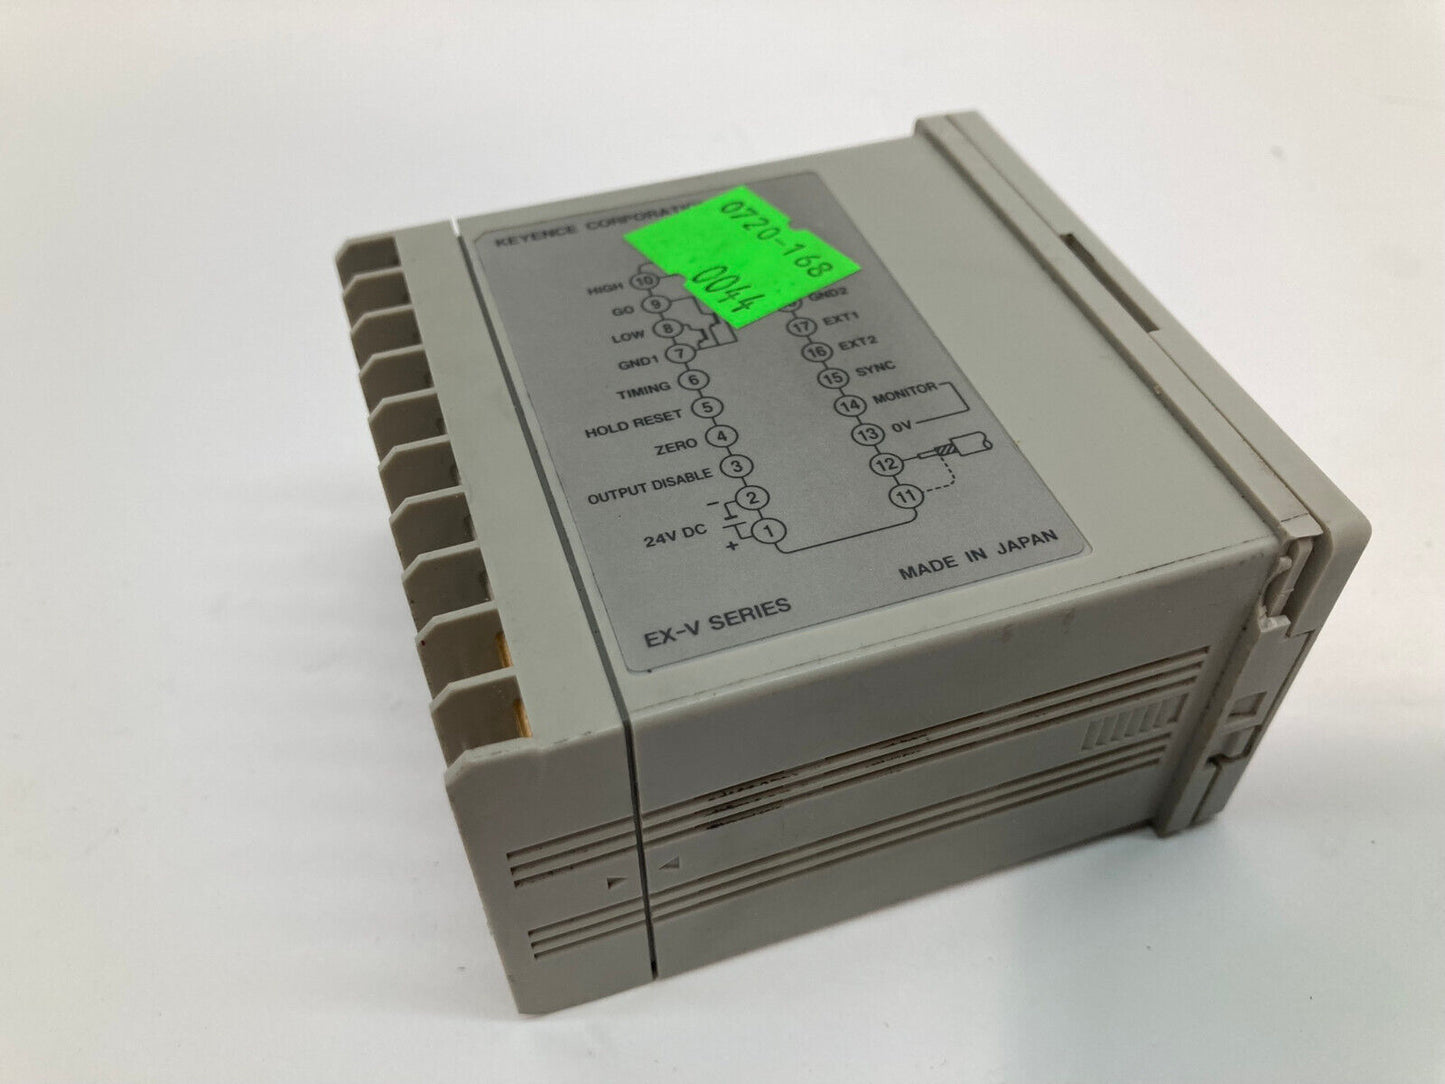 KEYENCE
0720-168
0044
HIGH 10
GO 9
LOW 8
GND1 7
TIMING 6
HOLD RESET 5
ZERO 4
OUTPUT DISABLE 3
- 2
24V DC
+ 1
GND2
17 EXT1
16 EXT2
15 SYNC
14 MONITOR
13 0V
12
11
EX-V SERIES
MADE IN JAPAN